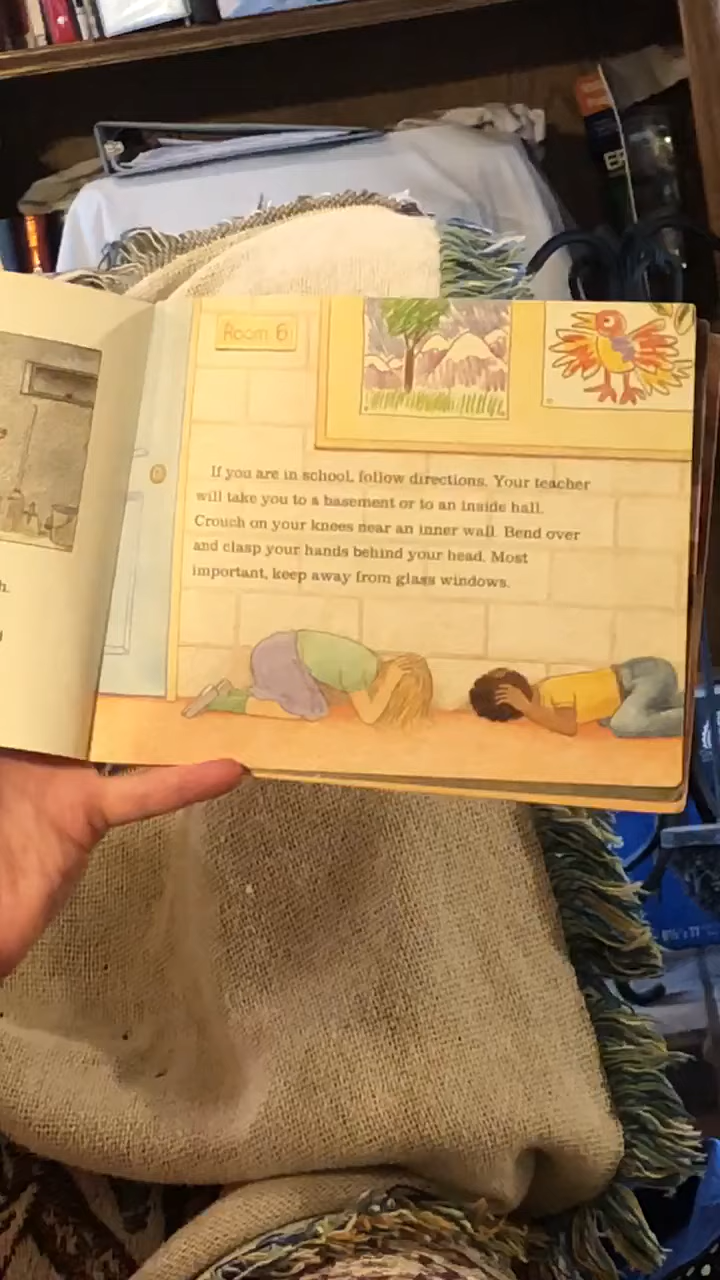 h.
Room 6
If you are in school, follow directions. Your teacher
will take you to a basement or to an inside hall.
Crouch on your knees near an inner wall. Bend over
and clasp your hands behind your head. Most
important, keep away from glass windows.